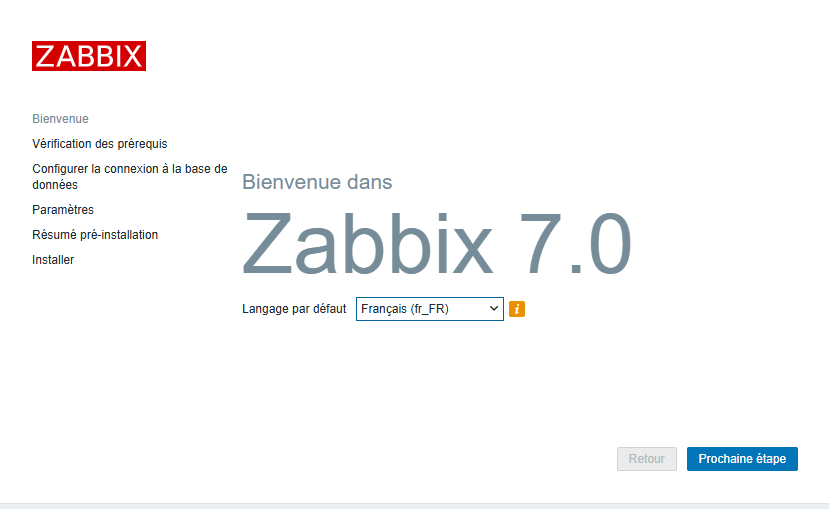 ZABBIX
Bienvenue
Vérification des prérequis
Configurer la connexion à la base de
données
Paramètres
Résumé pré-installation
Installer
Bienvenue dans
Zabbix 7.0
Langage par défaut Français (fr_FR) i
Retour Prochaine étape